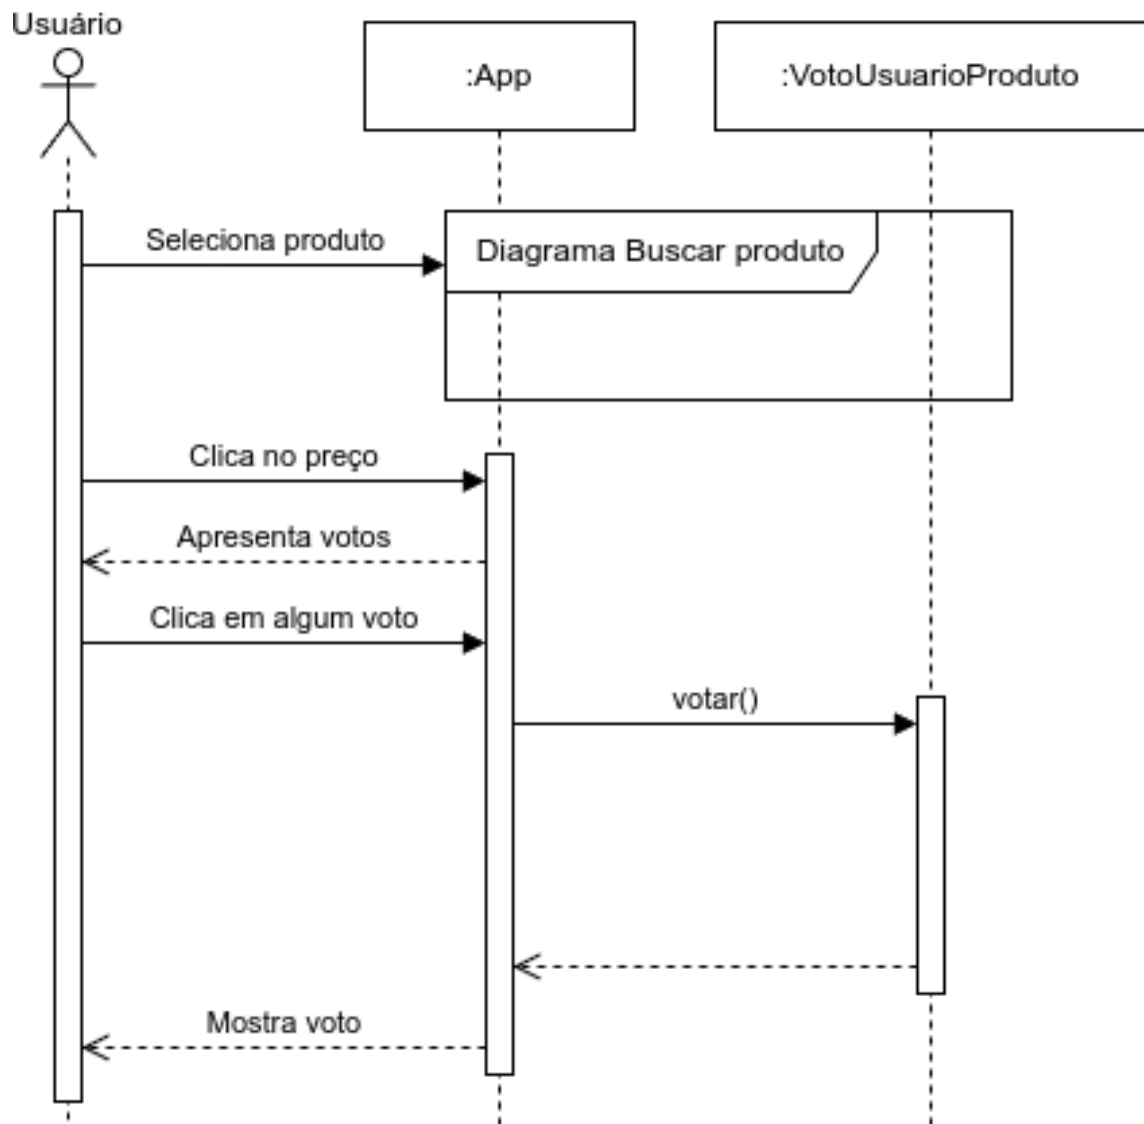 Usuário
:App
:VotoUsuarioProduto
Seleciona produto
Diagrama Buscar produto
Clica no preço
Apresenta votos
Clica em algum voto
votar()
Mostra voto